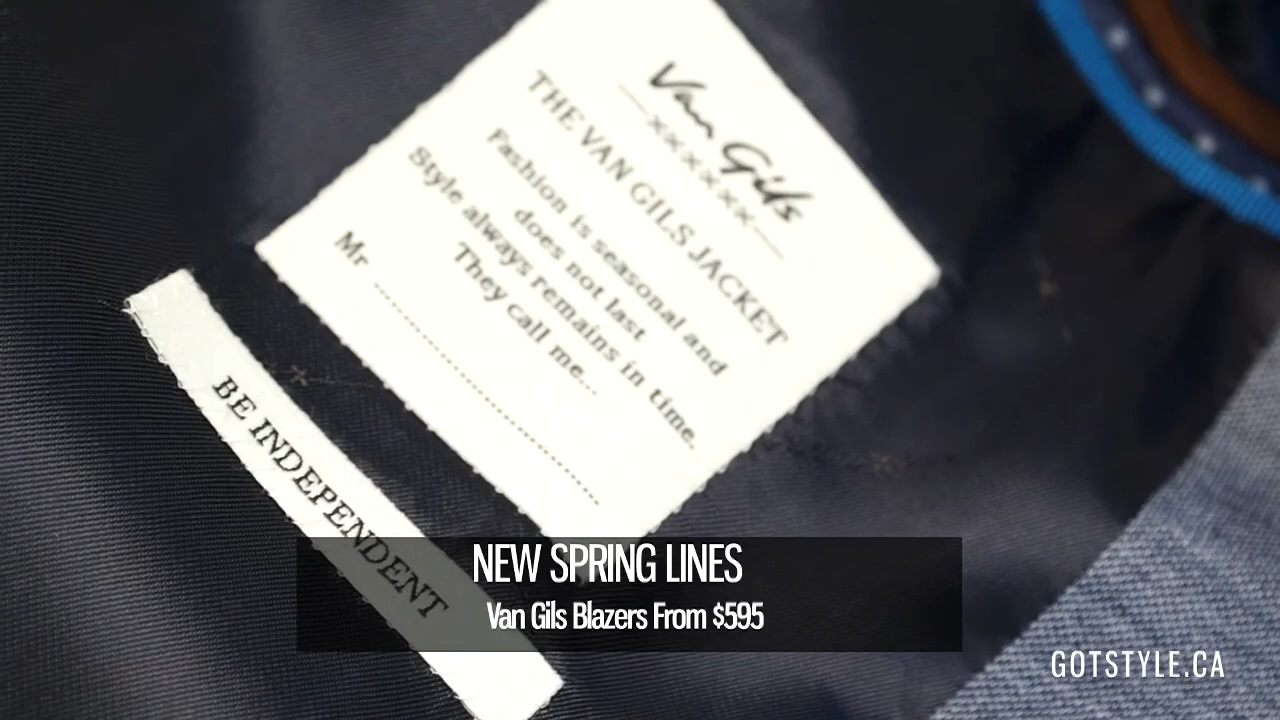 Van Gils
xxxxxx
THE VAN GILS JACKET
Fashion is seasonal and
does not last
Style always remains in time.
They call me...
Mr
BE INDEPENDENT
NEW SPRING LINES
Van Gils Blazers From $595
GOTSTYLE.CA